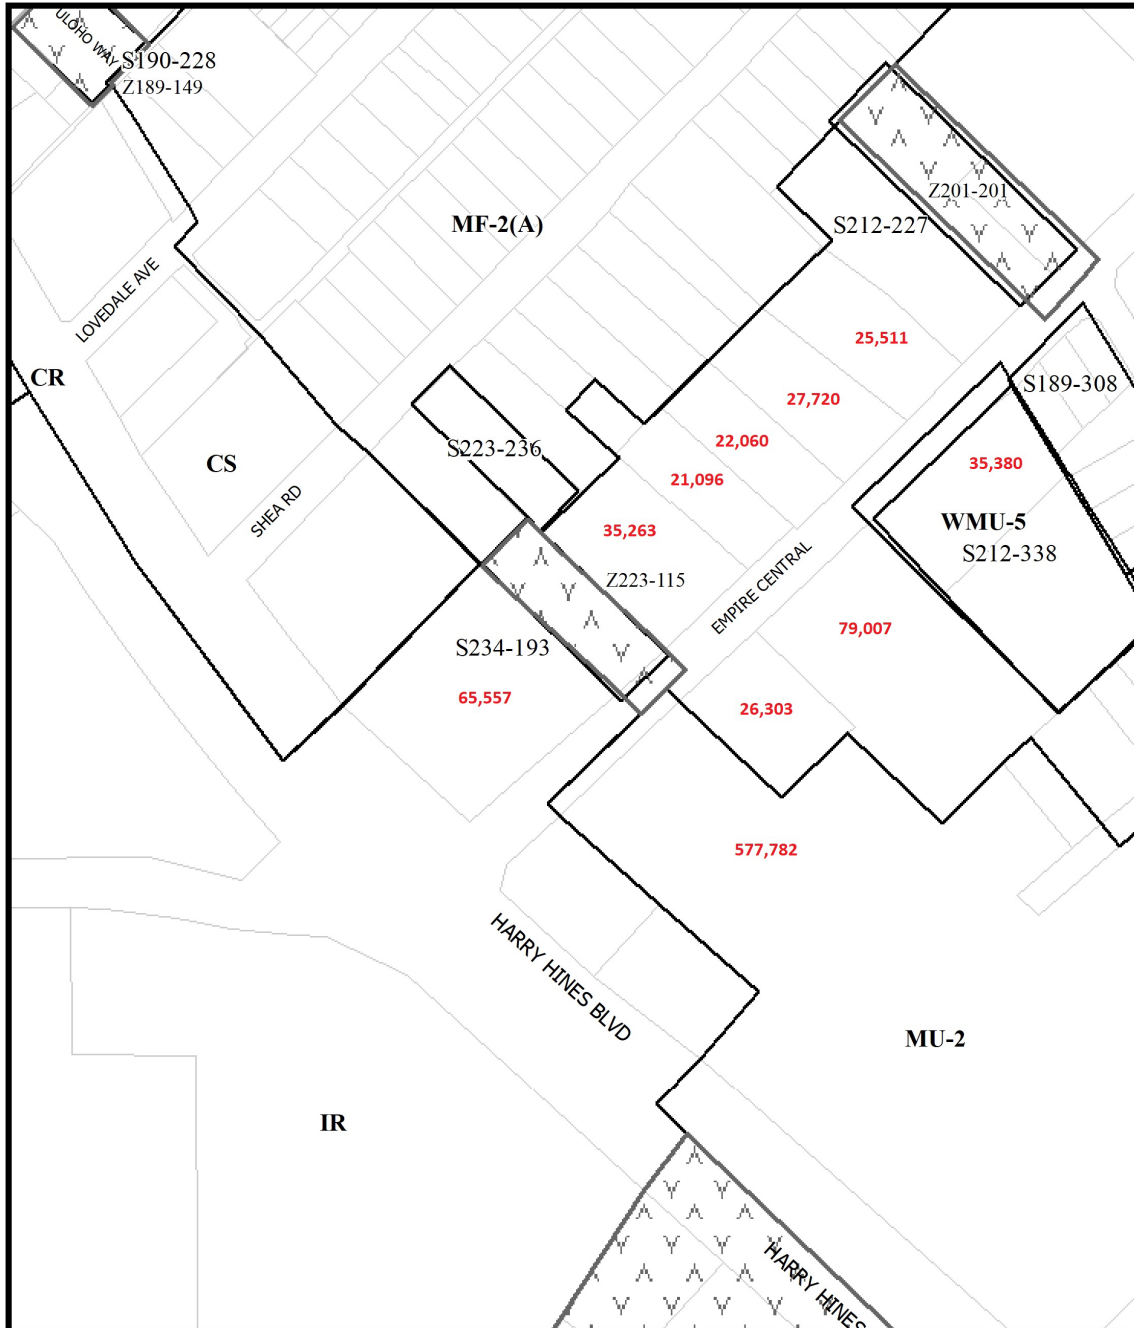 ULOHO WAY
S190-228
Z189-149
Z201-201
MF-2(A)
S212-227
LOVEDALE AVE
25,511
CR
S189-308
27,720
22,060
S223-236
CS
35,380
21,096
SHEA RD
WMU-5
35,263
S212-338
Z223-115
EMPIRE CENTRAL
79,007
S234-193
65,557
26,303
577,782
HARRY HINES BLVD
MU-2
IR
HARRY HINES